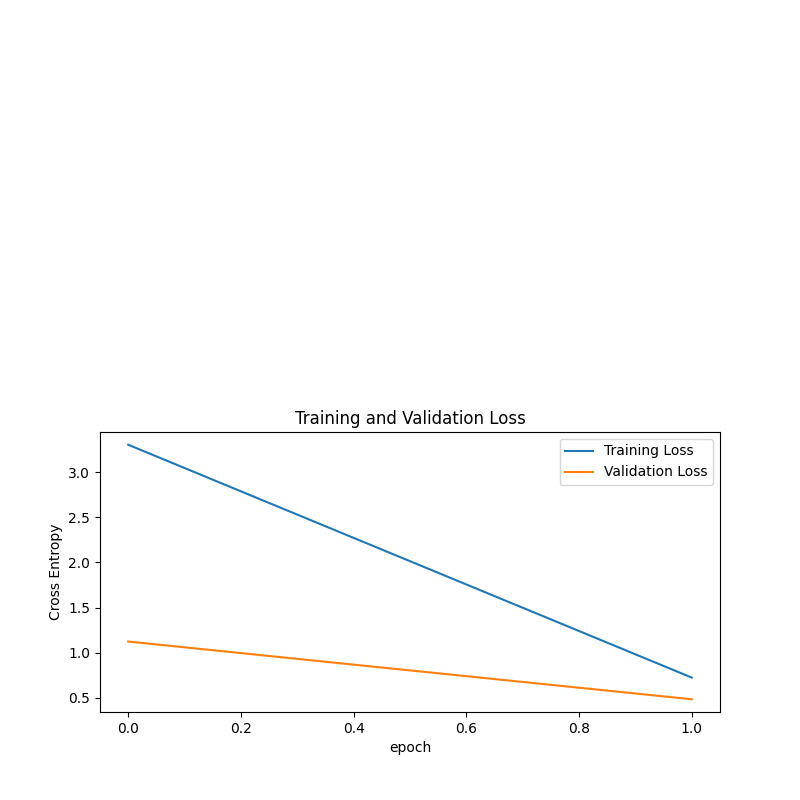 Training and Validation Loss
Training Loss
Validation Loss
3.0
2.5
2.0
1.5
1.0
0.5
Cross Entropy
0.0 0.2 0.4 0.6 0.8 1.0
epoch